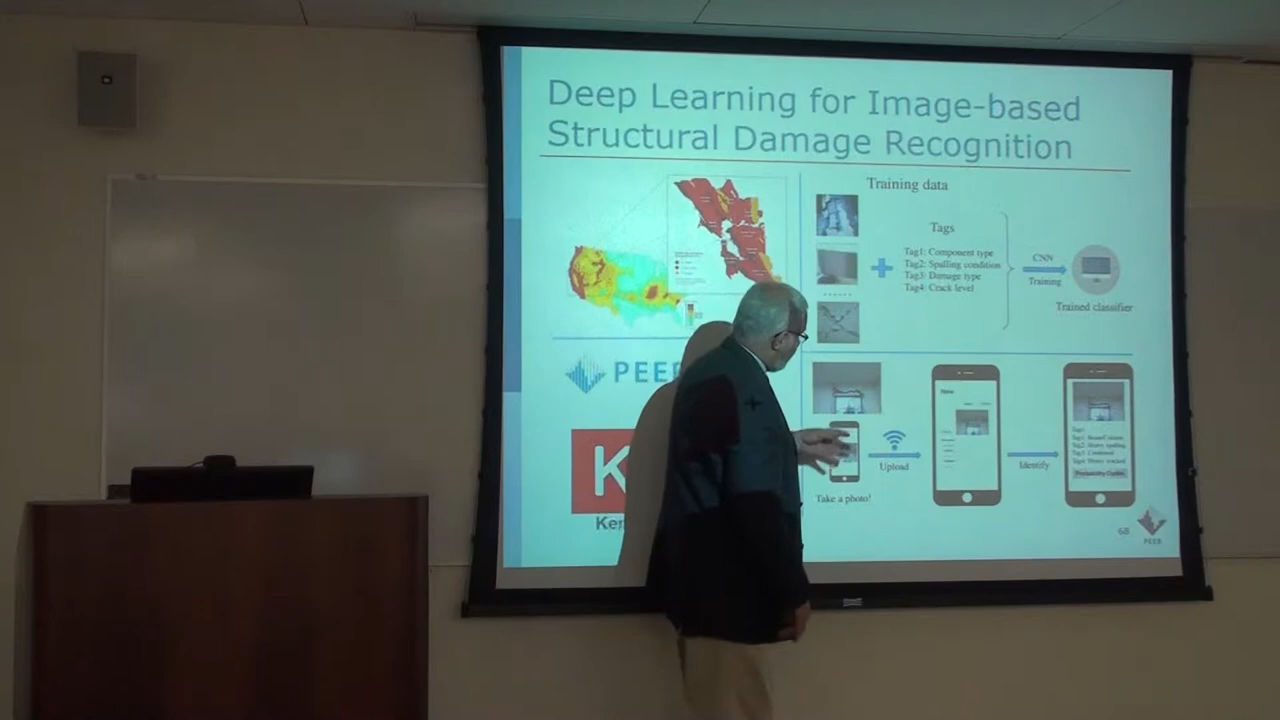 Deep Learning for Image-based
Structural Damage Recognition
Training data
Tags
Tag1: Component type
Tag2: Spalling condition
Tag3: Damage type
Tag4: Crack level
CNN
Training
Trained classifier
PEE
K
Ke
Take a photo!
Upload
Identify
68
PEER